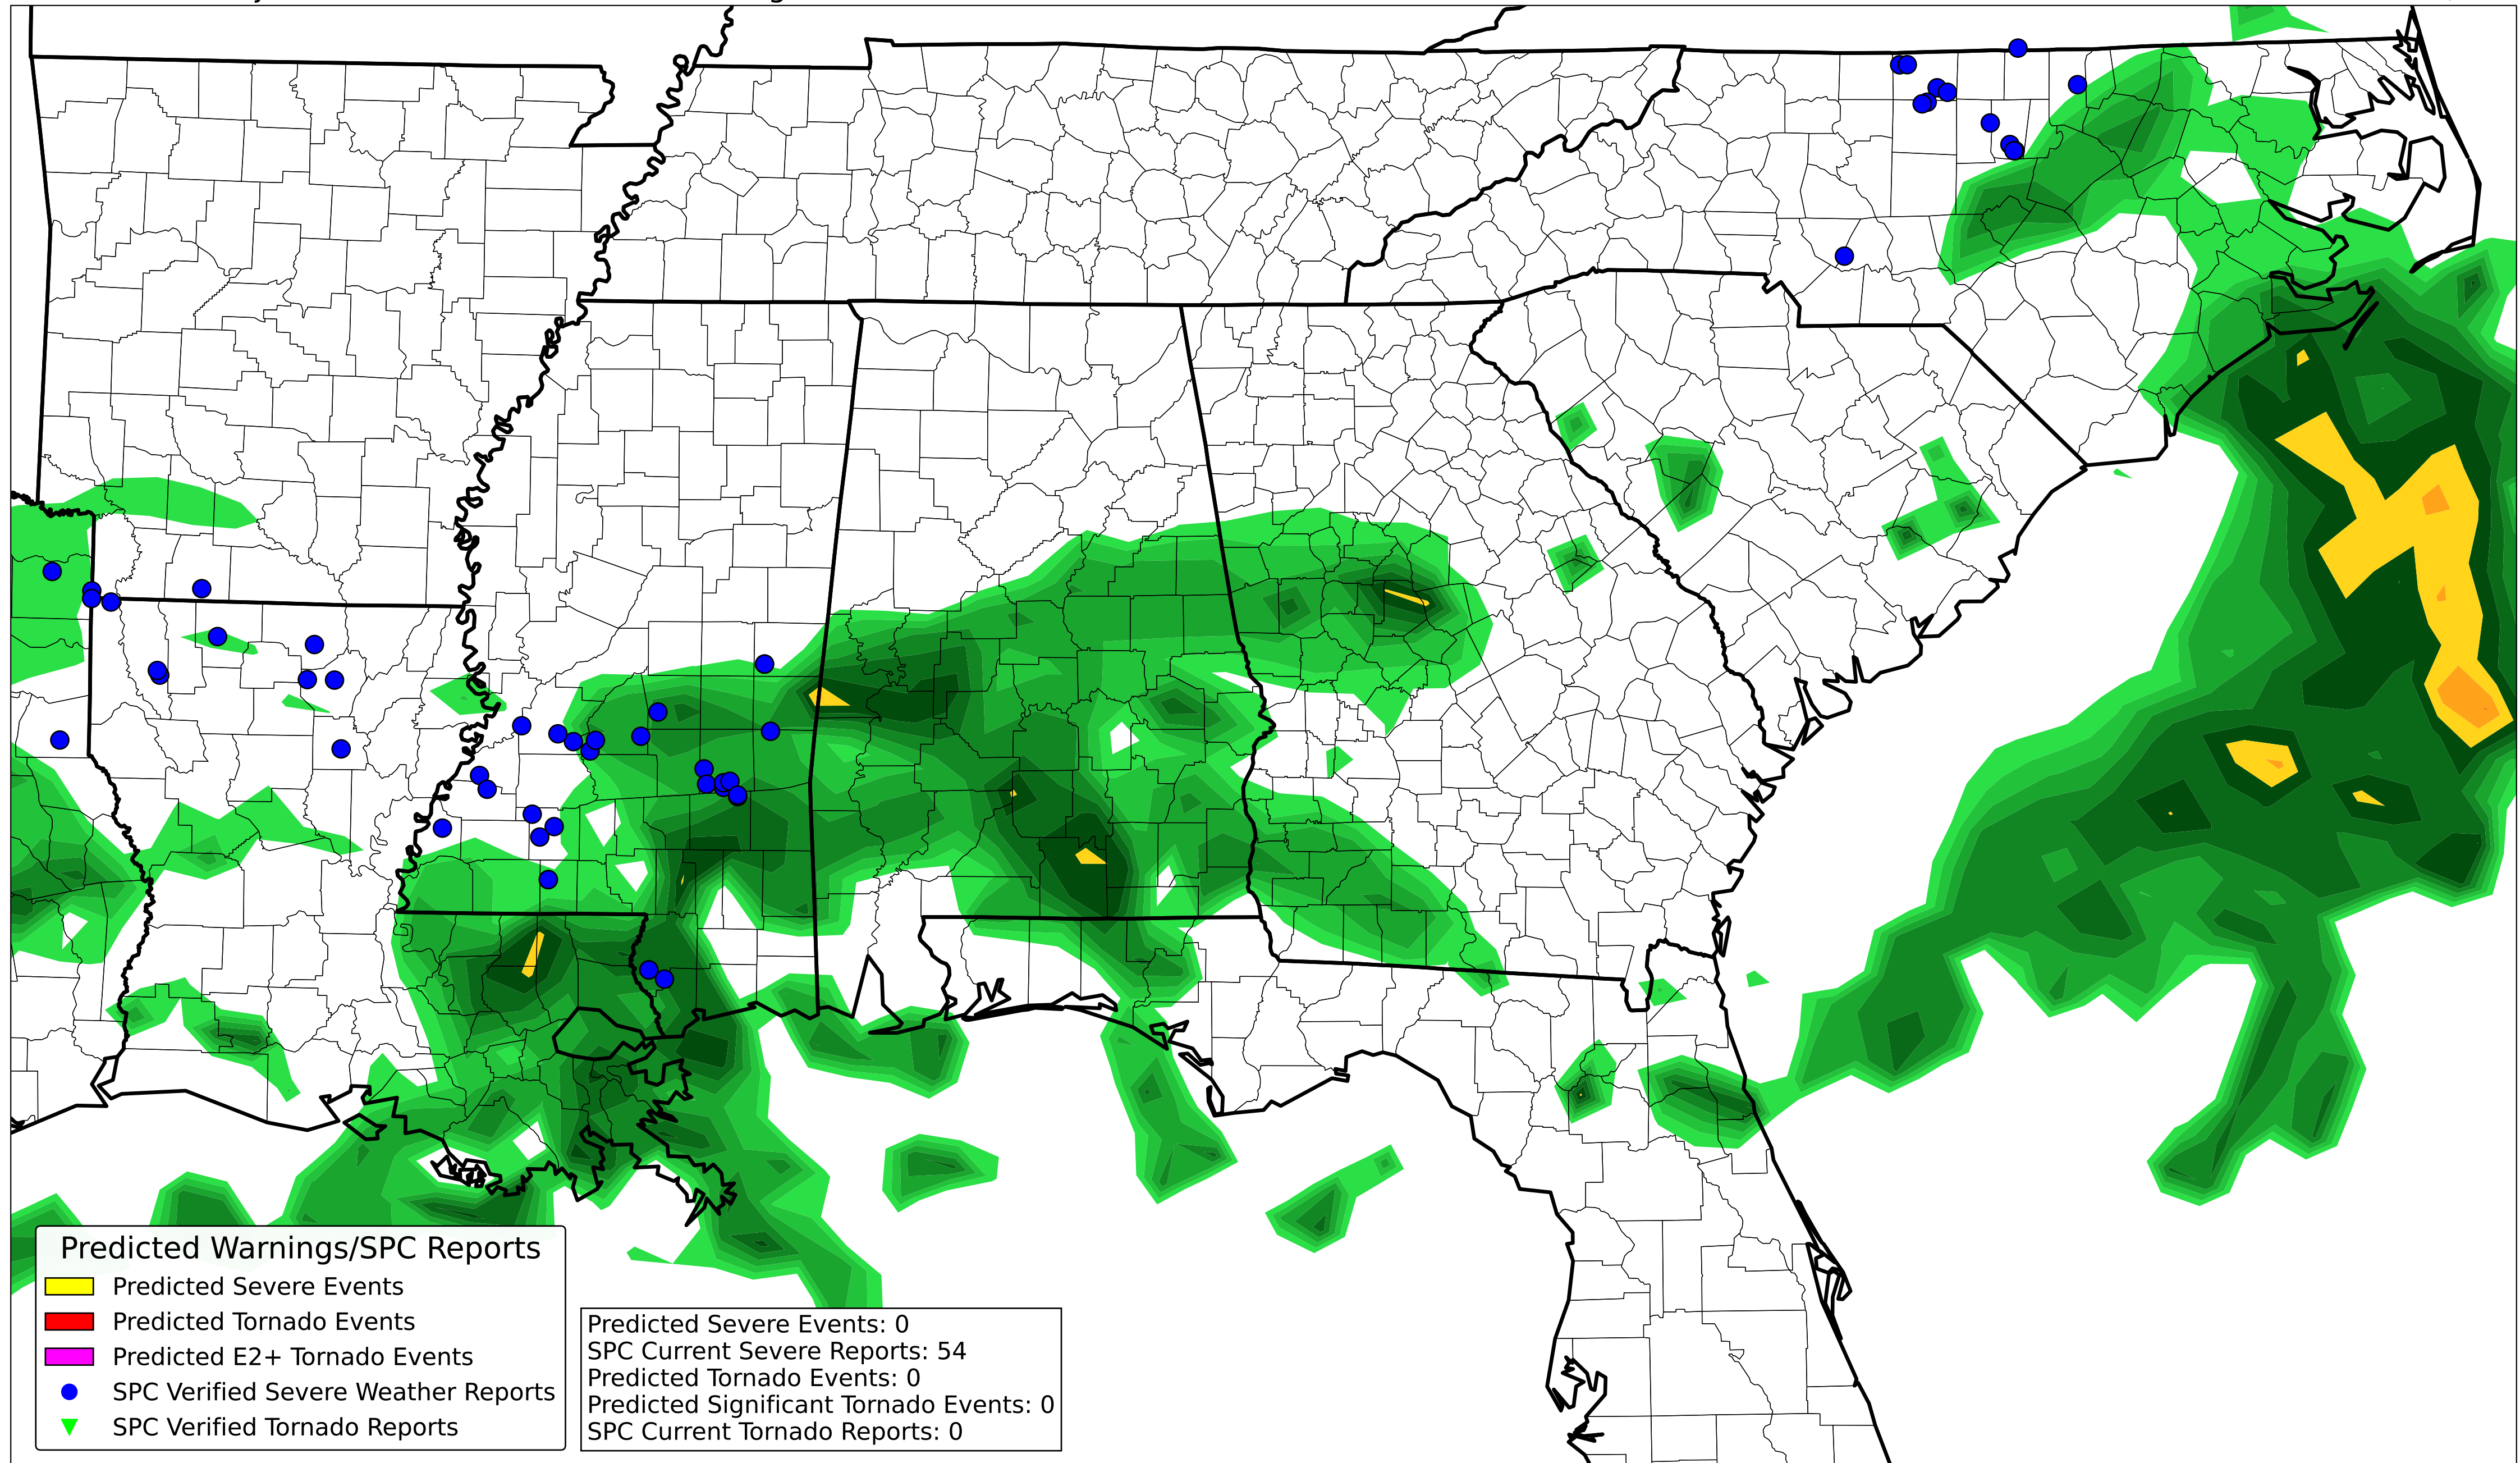 Predicted Warnings/SPC Reports
Predicted Severe Events
Predicted Tornado Events
Predicted E2+ Tornado Events
SPC Verified Severe Weather Reports
SPC Verified Tornado Reports
Predicted Severe Events: 0
SPC Current Severe Reports: 54
Predicted Tornado Events: 0
Predicted Significant Tornado Events: 0
SPC Current Tornado Reports: 0